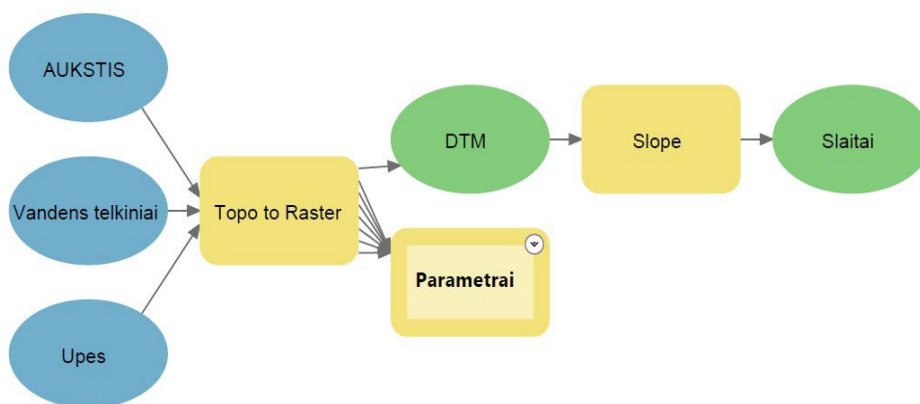 AUKSTIS
Vandens telkiniai
Upes
Topo to Raster
DTM
Parametrai
Slope
Slaitai